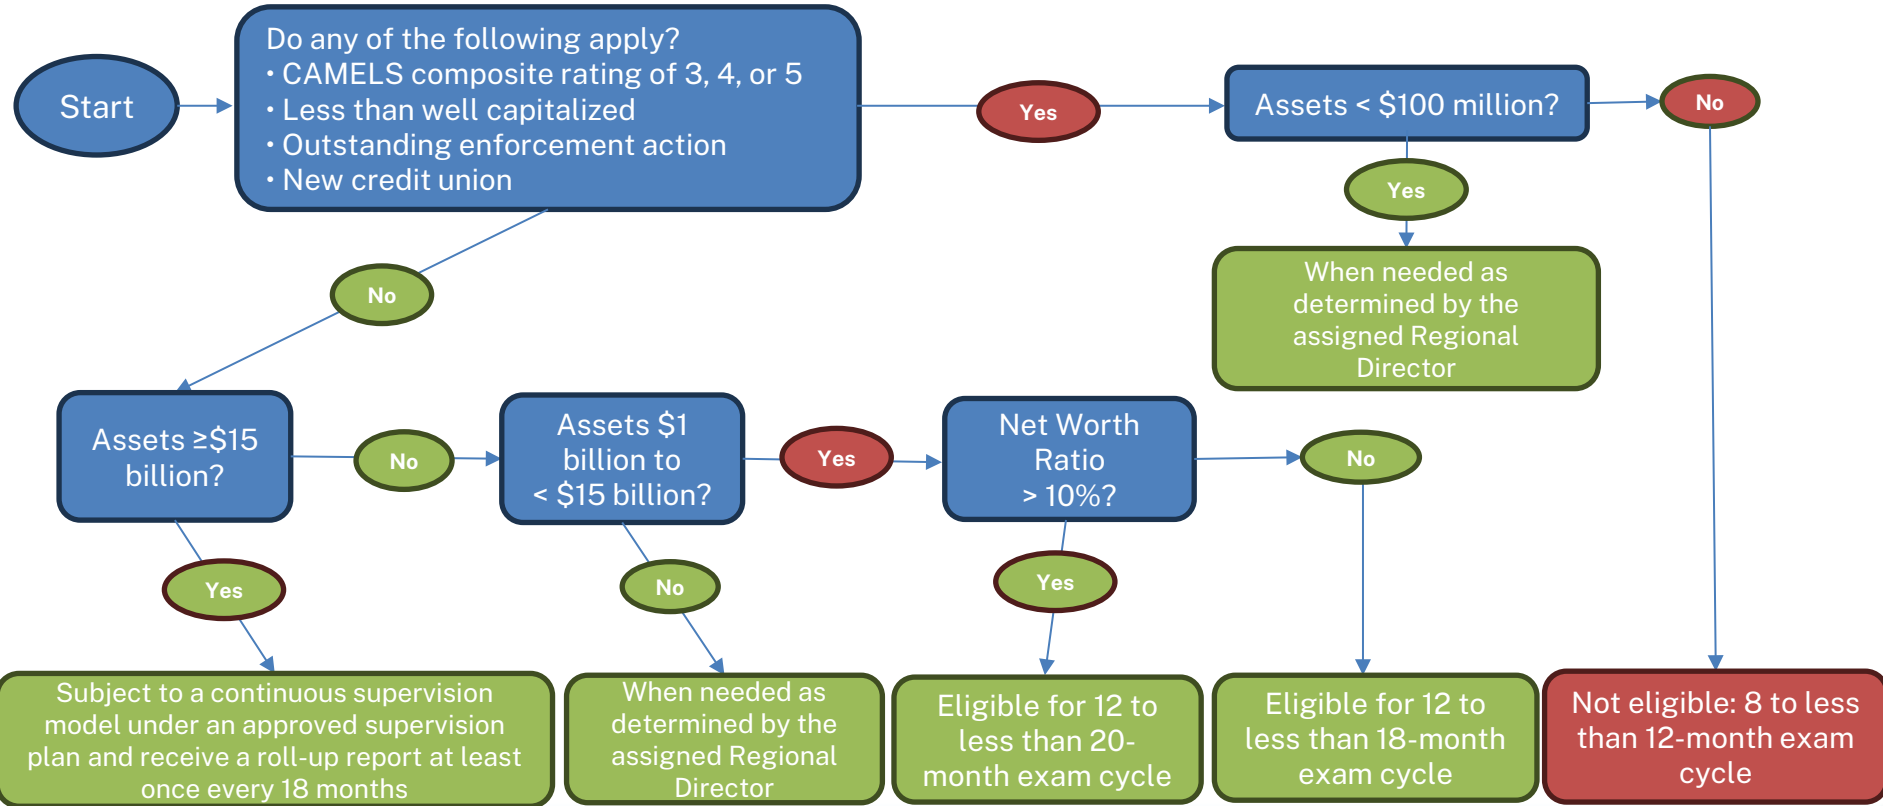 Start
Do any of the following apply?
• CAMELS composite rating of 3, 4, or 5
• Less than well capitalized
• Outstanding enforcement action
• New credit union
Yes
Assets < $100 million?
No
Yes
When needed as
determined by the
assigned Regional
Director
No
Assets ≥$15
billion?
No
Assets $1
billion to
< $15 billion?
Yes
Net Worth
Ratio
> 10%?
No
Yes
No
Yes
Subject to a continuous supervision
model under an approved supervision
plan and receive a roll-up report at least
once every 18 months
When needed as
determined by the
assigned Regional
Director
Eligible for 12 to
less than 20-
month exam cycle
Eligible for 12 to
less than 18-month
exam cycle
Not eligible: 8 to less
than 12-month exam
cycle